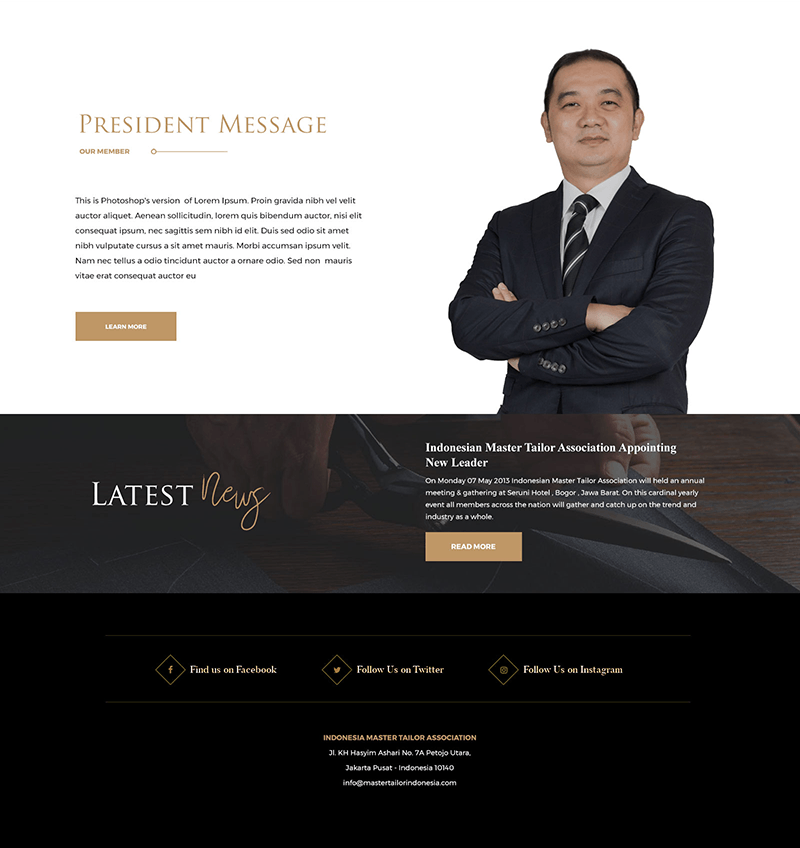 PRESIDENT MESSAGE
OUR MEMBER
This is Photoshop's version of Lorem Ipsum. Proin gravida nibh vel velit
auctor aliquet. Aenean sollicitudin, lorem quis bibendum auctor, nisi elit
consequat ipsum, nec sagittis sem nibh id elit. Duis sed odio sit amet
nibh vulputate cursus a sit amet mauris. Morbi accumsan ipsum velit.
Nam nec tellus a odio tincidunt auctor a ornare odio. Sed non mauris
vitae erat consequat auctor eu
LEARN MORE
LATEST News
Indonesian Master Tailor Association Appointing
New Leader
On Monday 07 May 2013 Indonesian Master Tailor Association will held an annual
meeting & gathering at Seruni Hotel , Bogor , Jawa Barat. On this cardinal yearly
event all members across the nation will gather and catch up on the trend and
industry as a whole.
READ MORE
Find us on Facebook
Follow Us on Twitter
Follow Us on Instagram
INDONESIA MASTER TAILOR ASSOCIATION
Jl. KH Hasyim Ashari No. 7A Petojo Utara,
Jakarta Pusat - Indonesia 10140
info@mastertailorindonesia.com